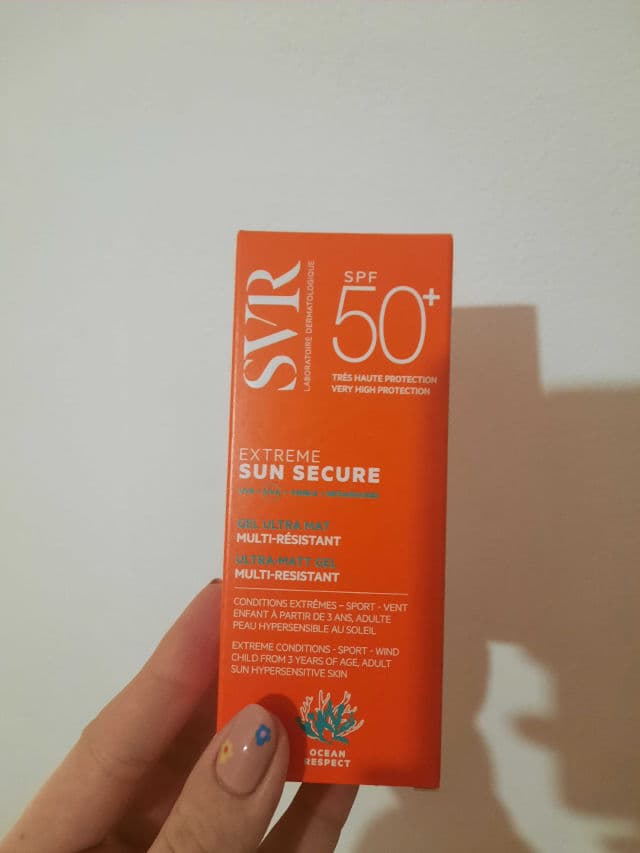 SVR
LABORATOIRE DERMATOLOGIQUE
SPF
50+
TRÈS HAUTE PROTECTION
VERY HIGH PROTECTION
EXTREME
SUN SECURE
GEL ULTRA MAT
MULTI-RÉSISTANT
ULTRA-MATT GEL
MULTI-RESISTANT
CONDITIONS EXTRÊMES – SPORT - VENT
ENFANT À PARTIR DE 3 ANS, ADULTE
PEAU HYPERSENSIBLE AU SOLEIL
EXTREME CONDITIONS - SPORT - WIND
CHILD FROM 3 YEARS OF AGE, ADULT
SUN HYPERSENSITIVE SKIN
OCEAN
RESPECT